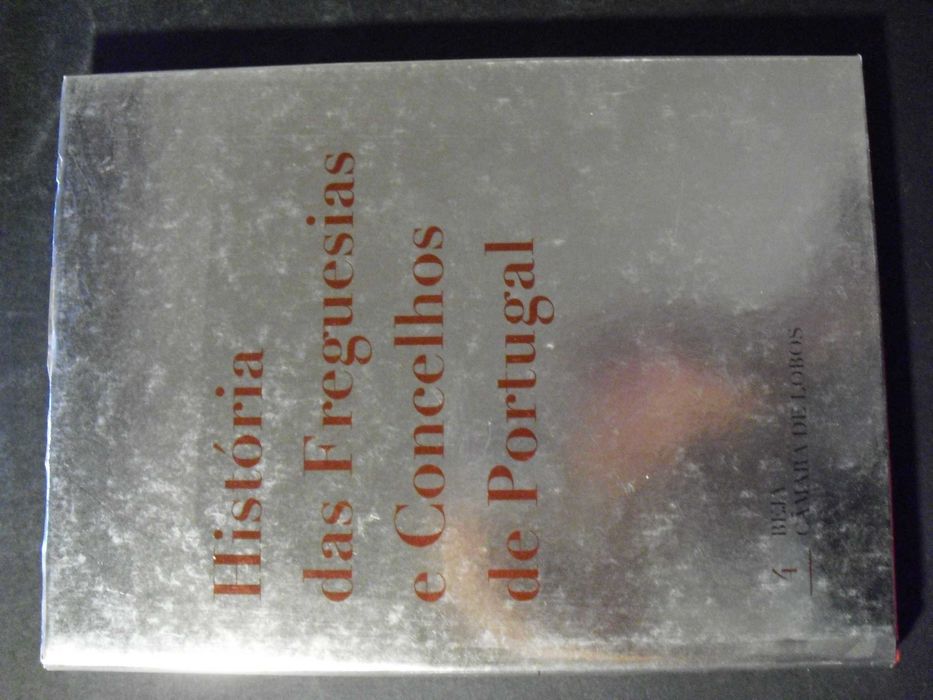 História
das Freguesias
e Concelhos
de Portugal
4
BEJA
CÂMARA DE LOBOS